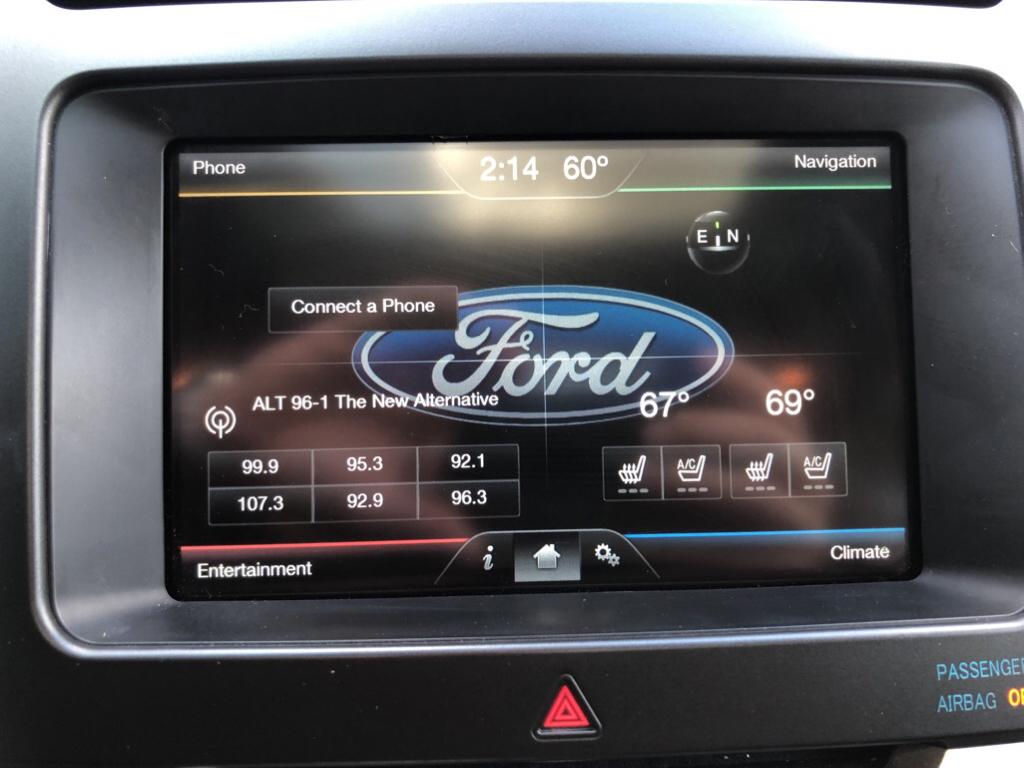 Phone 2:14 60° Navigation
E N
Connect a Phone
Ford
ALT 96-1 The New Alternative
67° 69°
99.9 95.3 92.1
A/C A/C
107.3 92.9 96.3
i
Entertainment Climate
PASSENGER
AIRBAG